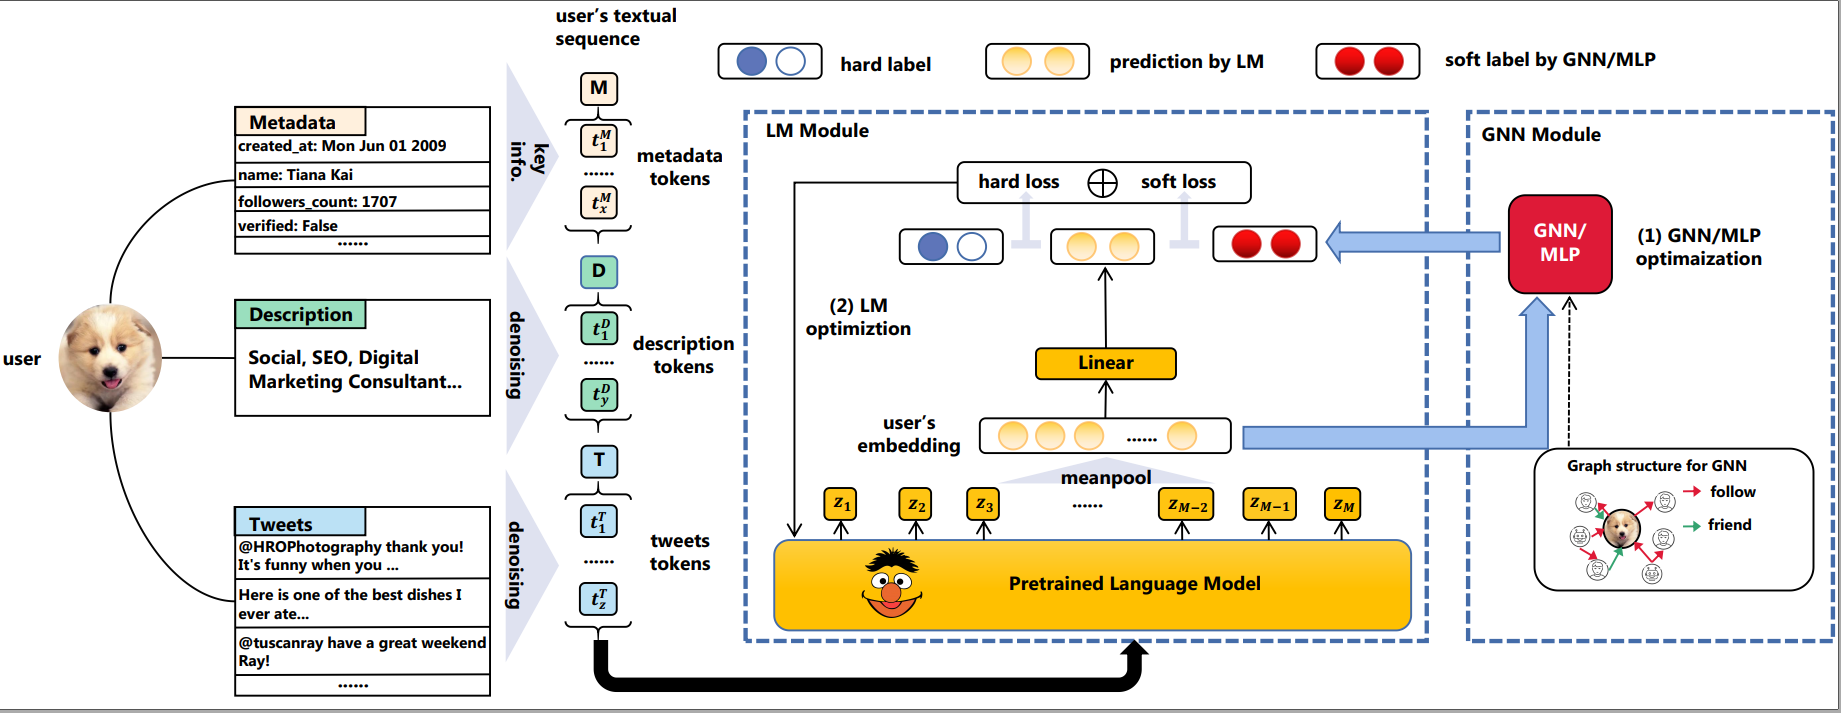 user's textual
sequence
hard label
prediction by LM
soft label by GNN/MLP
user
Metadata
created_at: Mon Jun 01 2009
name: Tiana Kai
followers_count: 1707
verified: False
......
Description
Social, SEO, Digital
Marketing Consultant...
Tweets
@HROPhotography thank you!
It's funny when you ...
Here is one of the best dishes I
ever ate...
@tuscanray have a great weekend
Ray!
......
key
info.
denoising
denoising
M
t_1^M
......
t_x^M
metadata
tokens
D
t_1^D
......
t_y^D
description
tokens
T
t_1^T
......
t_z^T
tweets
tokens
LM Module
hard loss ⊕ soft loss
(2) LM
optimiztion
Linear
user's
embedding
......
meanpool
z_1
z_2
z_3
......
z_{M-2}
z_{M-1}
z_M
Pretrained Language Model
GNN Module
GNN/
MLP
(1) GNN/MLP
optimaization
Graph structure for GNN
follow
friend